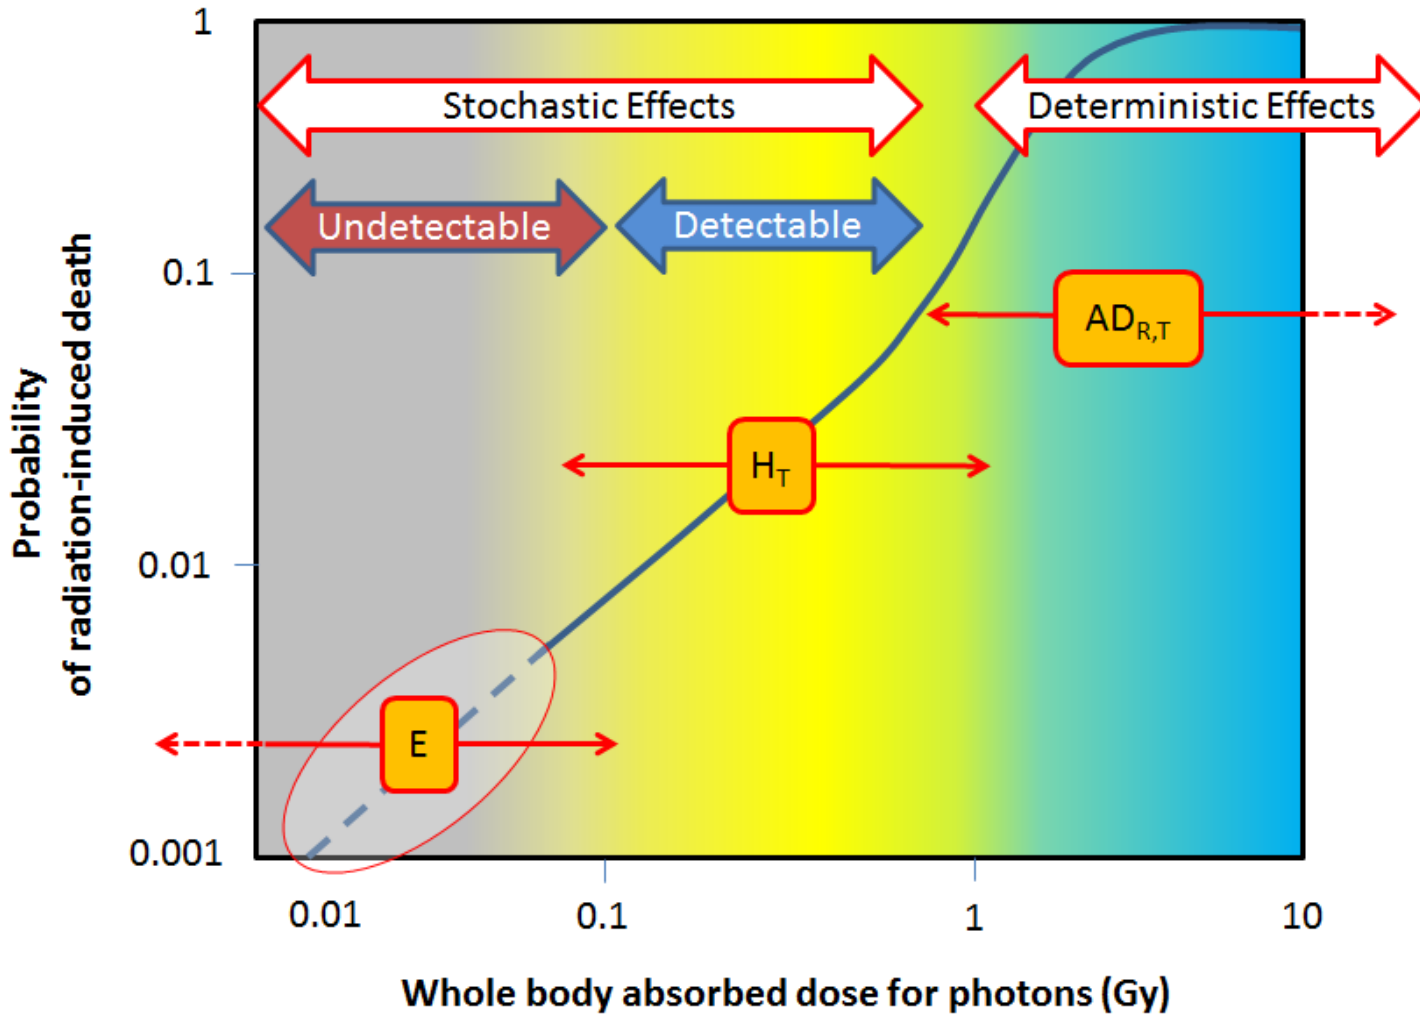 1
Stochastic Effects
Deterministic Effects
Undetectable
Detectable
0.1
AD_R,T
H_T
0.01
E
0.001
0.01
0.1
1
10
Probability
of radiation-induced death
Whole body absorbed dose for photons (Gy)